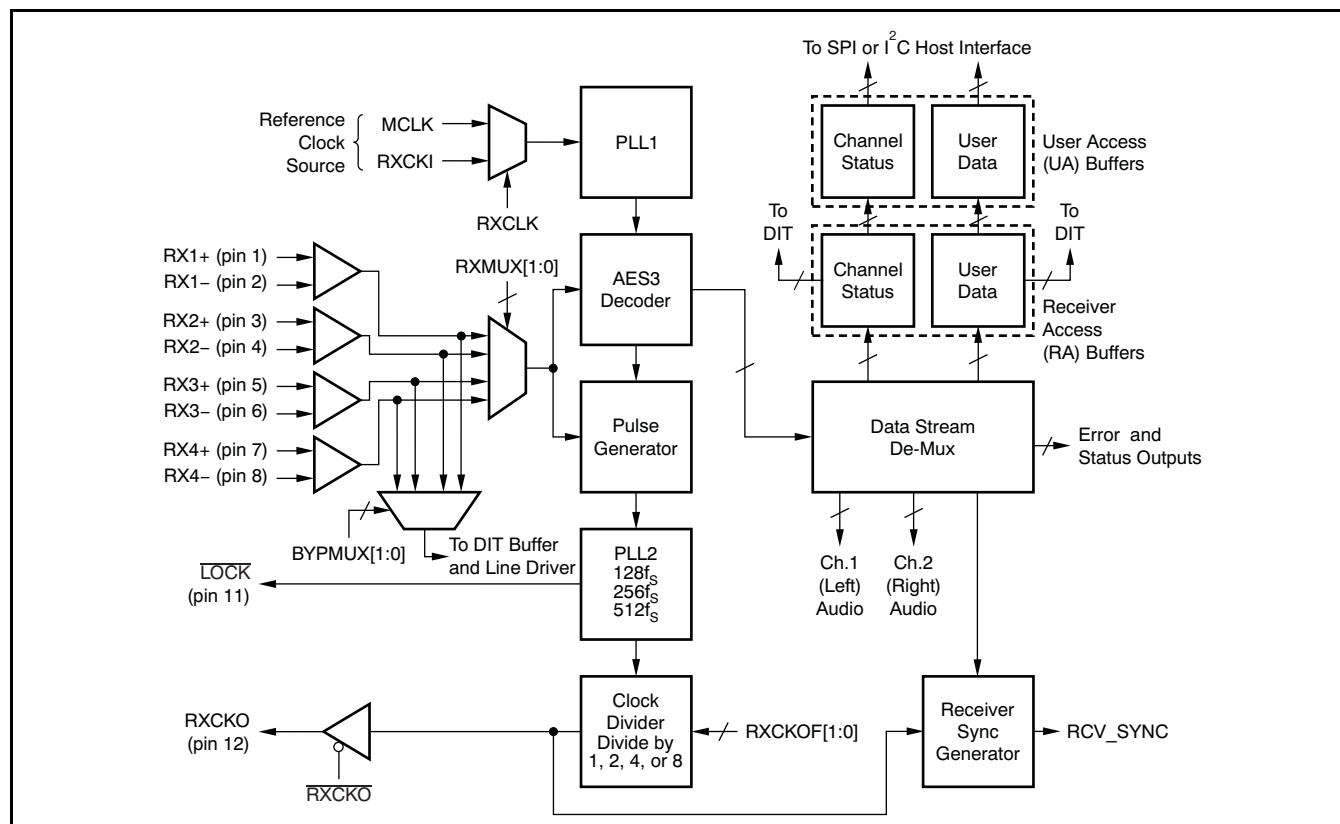 To SPI or I2C Host Interface
Reference
Clock
Source
MCLK
RXCKI
RXCLK
PLL1
Channel
Status
User
Data
User Access
(UA) Buffers
To
DIT
Channel
Status
User
Data
To
DIT
Receiver
Access
(RA) Buffers
RX1+ (pin 1)
RX1− (pin 2)
RX2+ (pin 3)
RX2− (pin 4)
RX3+ (pin 5)
RX3− (pin 6)
RX4+ (pin 7)
RX4− (pin 8)
RXMUX[1:0]
AES3
Decoder
Pulse
Generator
Data Stream
De-Mux
Error and
Status Outputs
BYPMUX[1:0]
To DIT Buffer
and Line Driver
LOCK
(pin 11)
PLL2
128fS
256fS
512fS
Ch.1
(Left)
Audio
Ch.2
(Right)
Audio
RXCKO
(pin 12)
RXCKO
Clock
Divider
Divide by
1, 2, 4, or 8
RXCKOF[1:0]
Receiver
Sync
Generator
RCV_SYNC